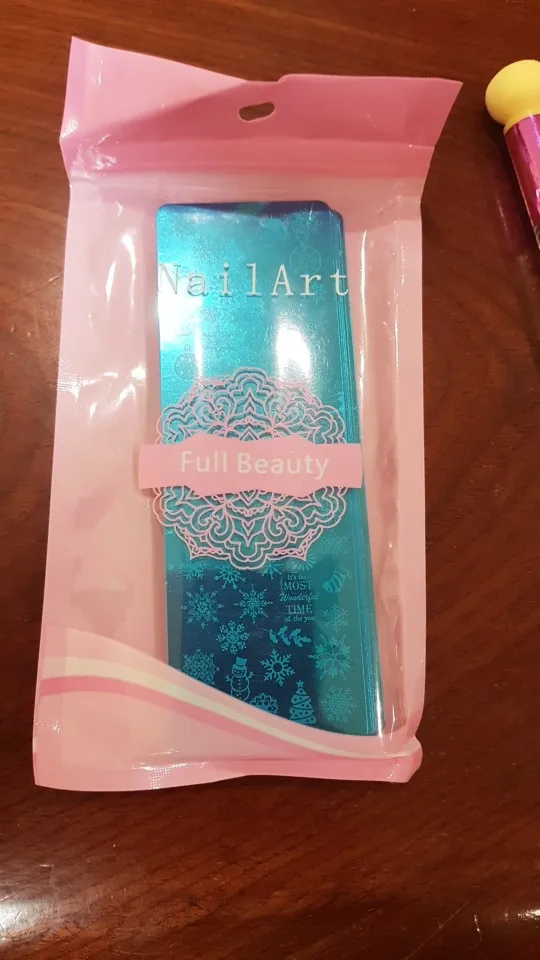 NailArt
Full Beauty
It's the
MOST
Wonderful
TIME
of the year